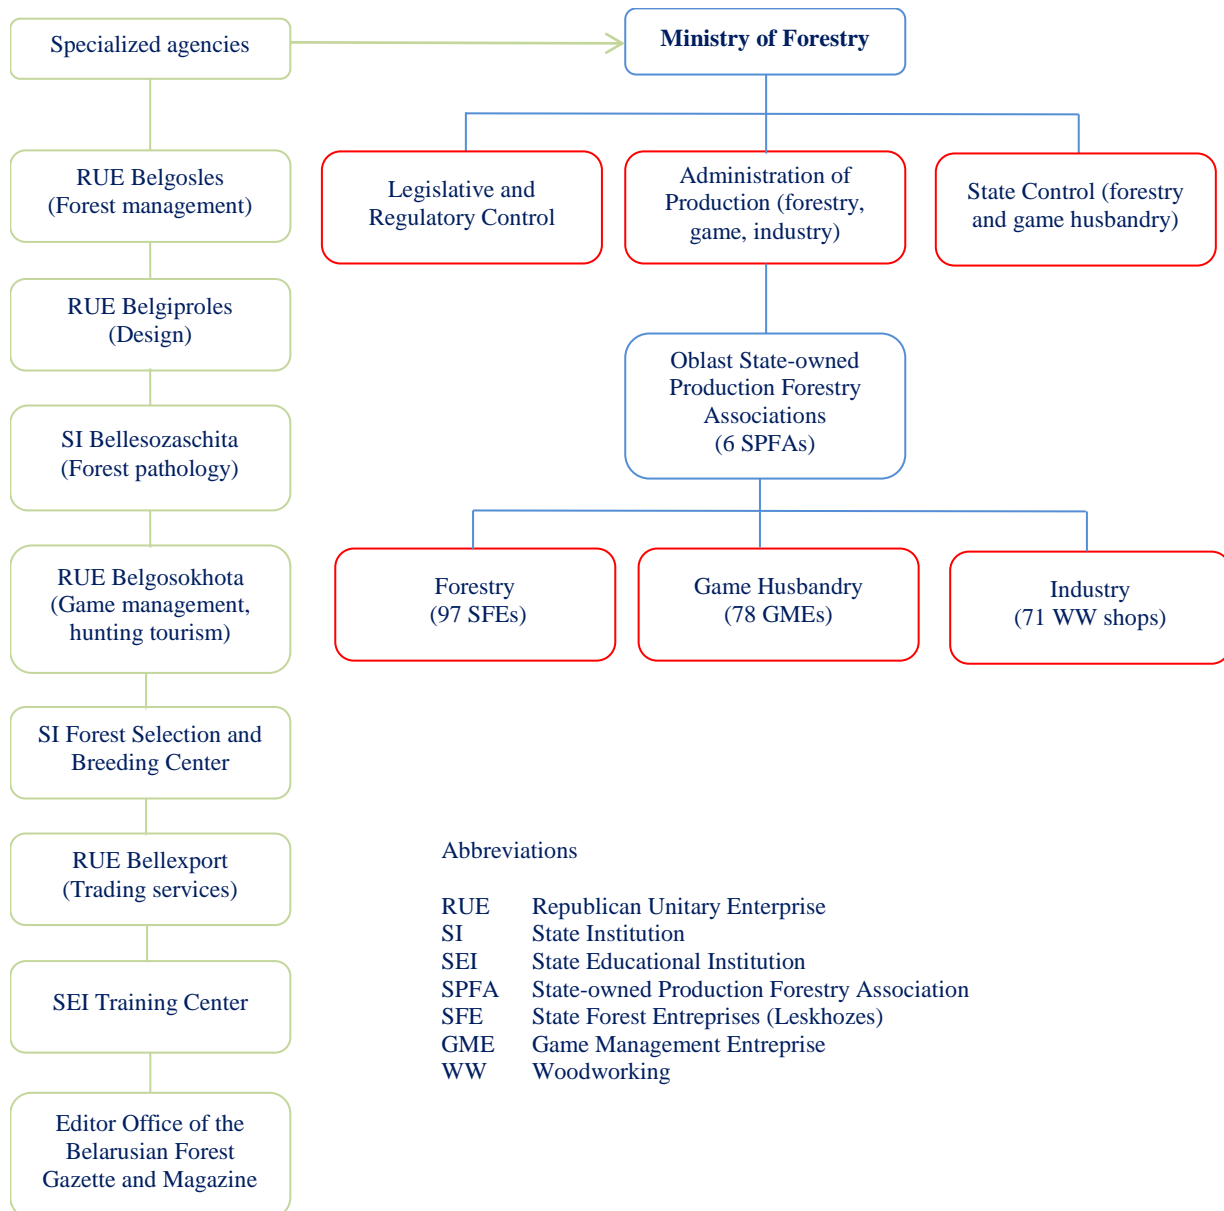 Specialized agencies
Ministry of Forestry
RUE Belgosles
(Forest management)
Legislative and
Regulatory Control
Administration of
Production (forestry,
game, industry)
State Control (forestry
and game husbandry)
RUE Belgiproles
(Design)
Oblast State-owned
Production Forestry
Associations
(6 SPFAs)
SI Bellesozaschita
(Forest pathology)
RUE Belgosokhota
(Game management,
hunting tourism)
Forestry
(97 SFEs)
Game Husbandry
(78 GMEs)
Industry
(71 WW shops)
SI Forest Selection and
Breeding Center
RUE Bellexport
(Trading services)
SEI Training Center
Editor Office of the
Belarusian Forest
Gazette and Magazine
Abbreviations
RUE Republican Unitary Enterprise
SI State Institution
SEI State Educational Institution
SPFA State-owned Production Forestry Association
SFE State Forest Entreprises (Leskhozes)
GME Game Management Entreprise
WW Woodworking